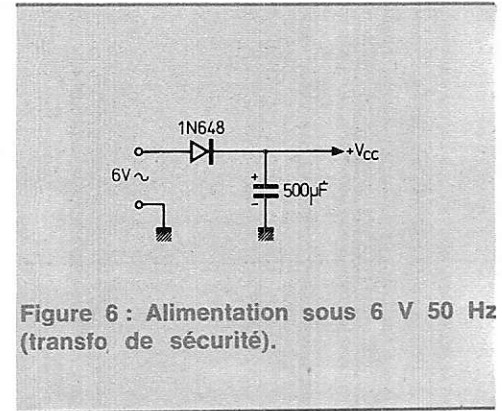 1N648
6V ~
+VCC
+
500µF
-
Figure 6 : Alimentation sous 6 V 50 Hz
(transfo de sécurité).